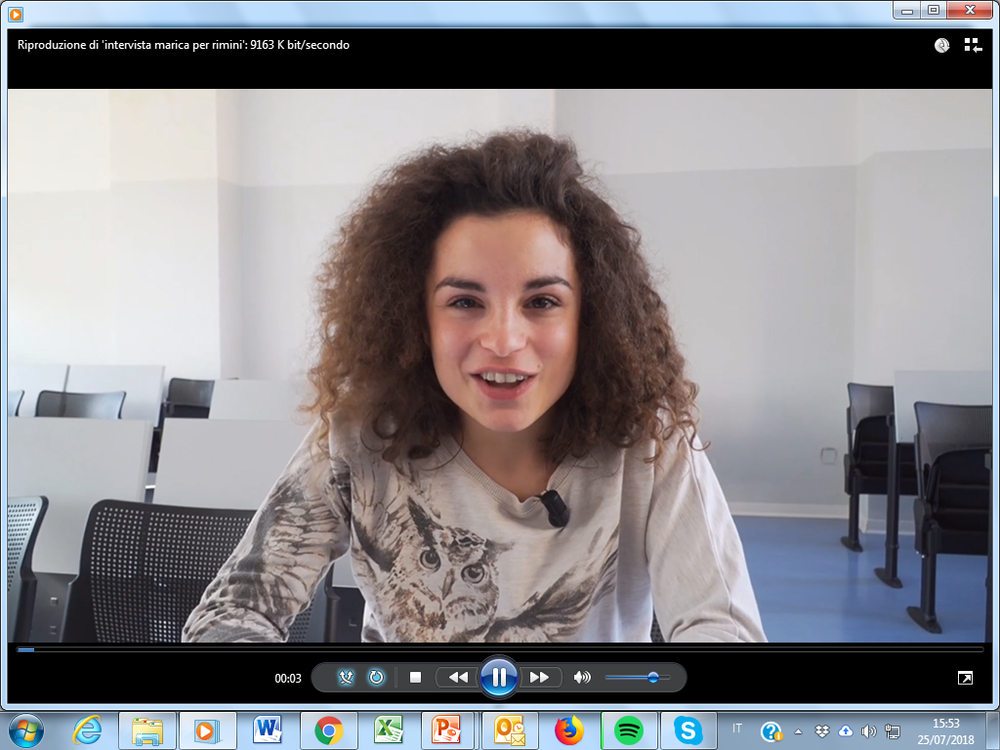 Riproduzione di 'intervista marica per rimini': 9163 K bit/secondo
00:03
IT
15:53
25/07/2018